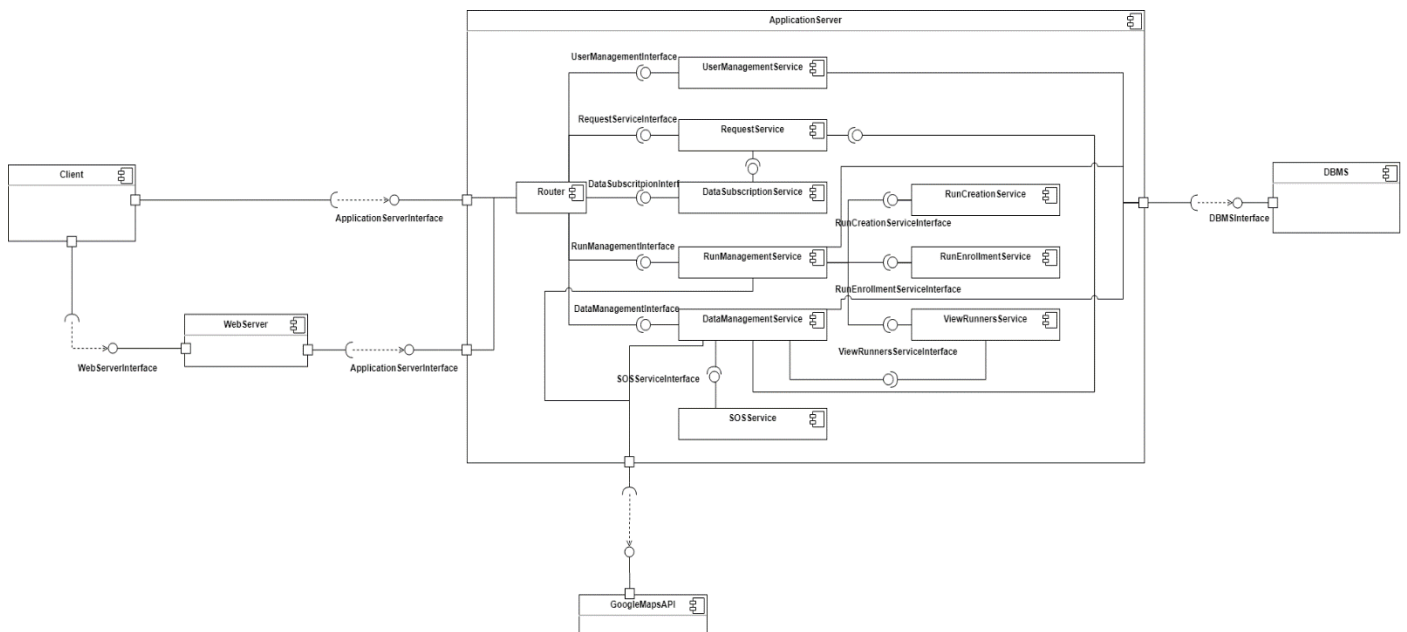 ApplicationServer
UserManagementInterface
UserManagementService
RequestServiceInterface
RequestService
Client
Router
DataSubscritpionInterf
DataSubscriptionService
RunCreationService
DBMS
ApplicationServerInterface
RunCreationServiceInterface
DBMSInterface
RunManagementInterface
RunManagementService
RunEnrollmentService
RunEnrollmentServiceInterface
DataManagementInterface
DataManagementService
ViewRunnersService
WebServer
ViewRunnersServiceInterface
WebServerInterface
ApplicationServerInterface
SOSServiceInterface
SOSService
GoogleMapsAPI